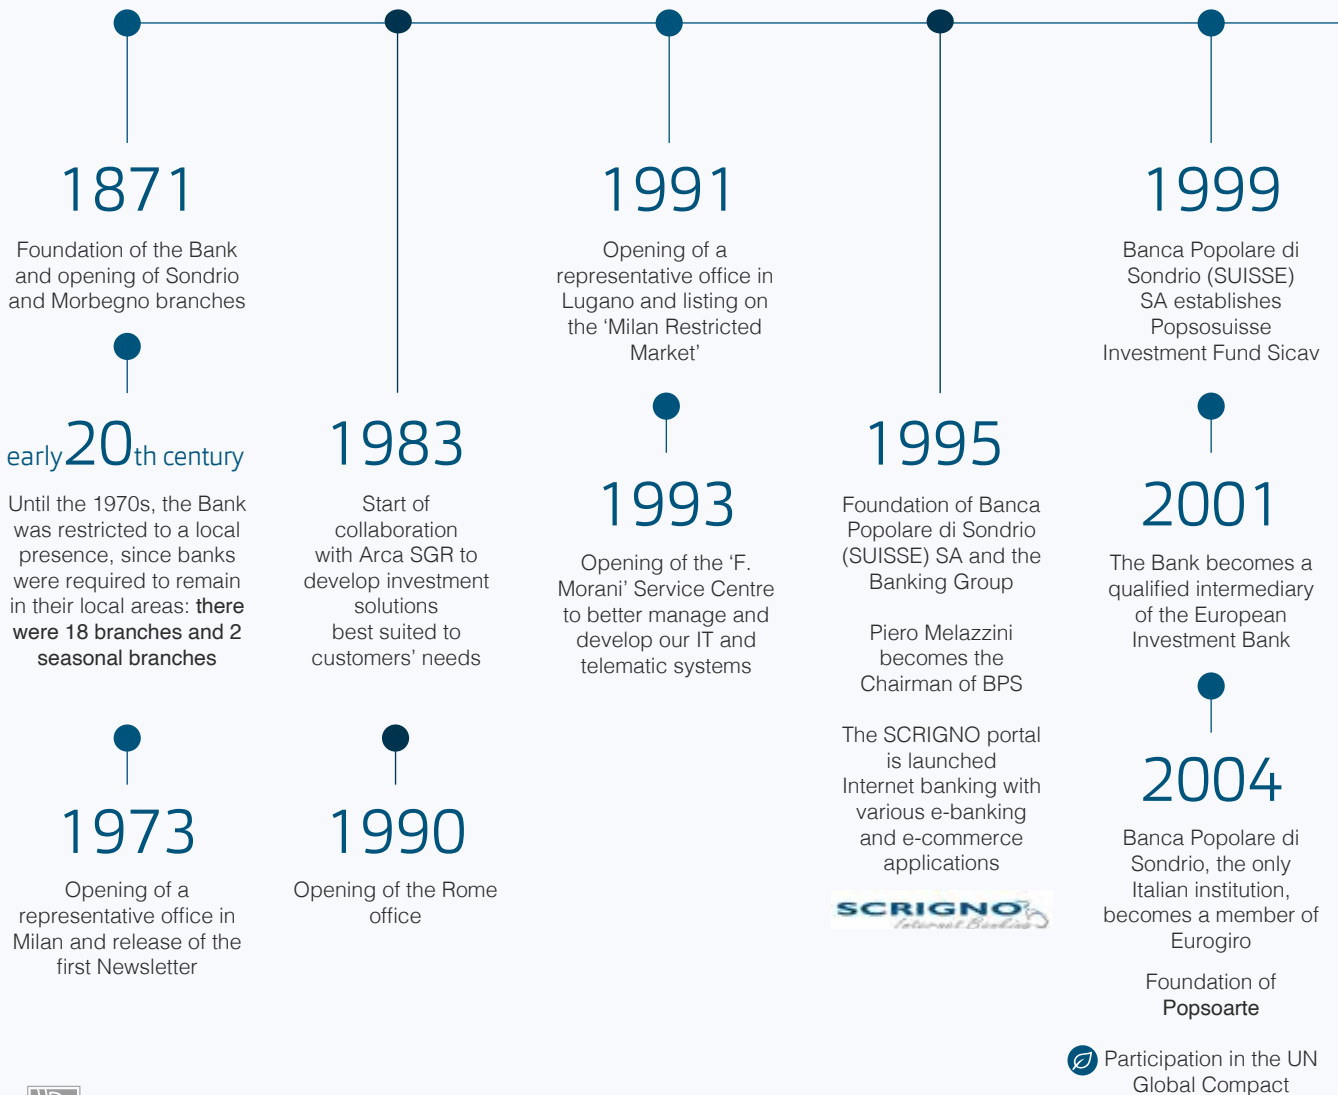 1871
Foundation of the Bank
and opening of Sondrio
and Morbegno branches
early 20th century
Until the 1970s, the Bank
was restricted to a local
presence, since banks
were required to remain
in their local areas: there
were 18 branches and 2
seasonal branches
1973
Opening of a
representative office in
Milan and release of the
first Newsletter
1983
Start of
collaboration
with Arca SGR to
develop investment
solutions
best suited to
customers’ needs
1990
Opening of the Rome
office
1991
Opening of a
representative office in
Lugano and listing on
the ‘Milan Restricted
Market’
1993
Opening of the ‘F.
Morani’ Service Centre
to better manage and
develop our IT and
telematic systems
1995
Foundation of Banca
Popolare di Sondrio
(SUISSE) SA and the
Banking Group
Piero Melazzini
becomes the
Chairman of BPS
The SCRIGNO portal
is launched
Internet banking with
various e-banking
and e-commerce
applications
SCRIGNO
Internet Banking
1999
Banca Popolare di
Sondrio (SUISSE)
SA establishes
Popsosuisse
Investment Fund Sicav
2001
The Bank becomes a
qualified intermediary
of the European
Investment Bank
2004
Banca Popolare di
Sondrio, the only
Italian institution,
becomes a member of
Eurogiro
Foundation of
Popsoarte
Participation in the UN
Global Compact